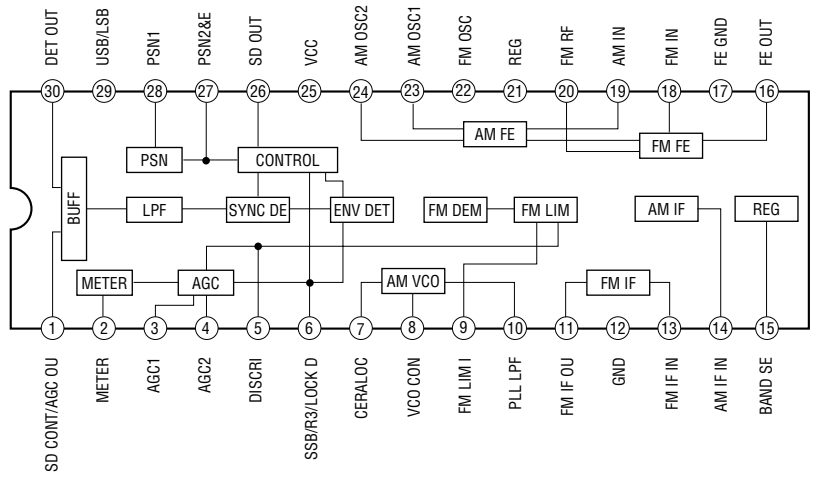 DET OUT
USB/LSB
PSN1
PSN2&E
SD OUT
VCC
AM OSC2
AM OSC1
FM OSC
REG
FM RF
AM IN
FM IN
FE GND
FE OUT
30
29
28
27
26
25
24
23
22
21
20
19
18
17
16
AM FE
FM FE
PSN
CONTROL
BUFF
LPF
SYNC DE
ENV DET
FM DEM
FM LIM
AM IF
REG
METER
AGC
AM VCO
FM IF
1
2
3
4
5
6
7
8
9
10
11
12
13
14
15
SD CONT/AGC OU
METER
AGC1
AGC2
DISCRI
SSB/R3/LOCK D
CERALOC
VCO CON
FM LIM I
PLL LPF
FM IF OU
GND
FM IF IN
AM IF IN
BAND SE